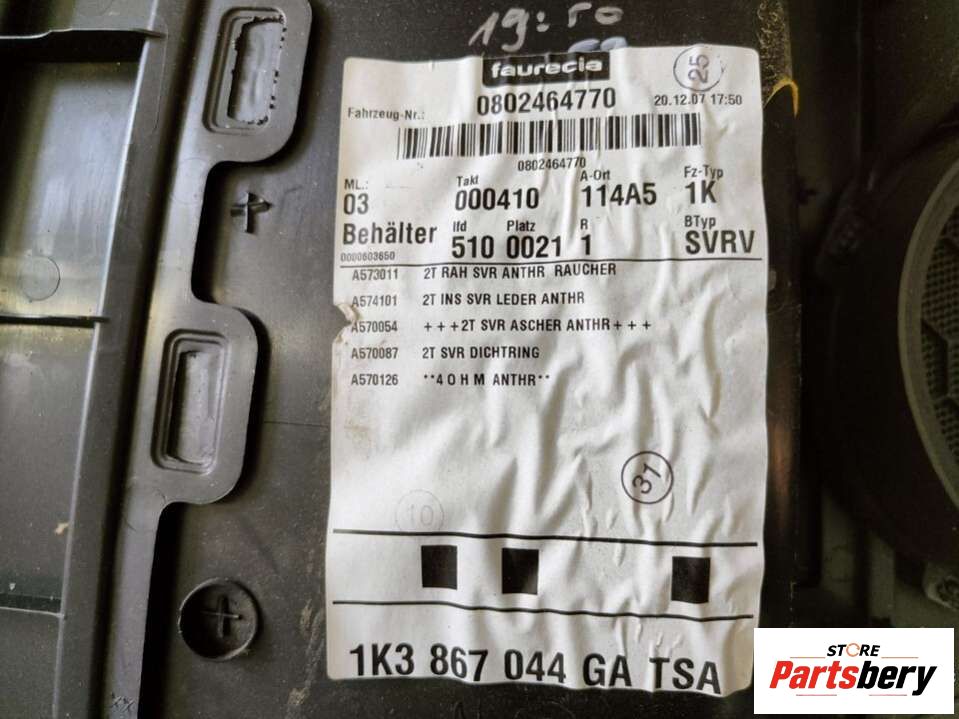 19:50
faurecia
25
Fahrzeug-Nr.: 0802464770 20.12.07 17:50
0802464770
ML.: Takt A-Ort Fz-Typ
03 000410 114A5 1K
Behälter lfd Platz R BTyp
510 0021 1 SVRV
0000603650
A573011 2T RAH SVR ANTHR RAUCHER
A574101 2T INS SVR LEDER ANTHR
A570054 +++2T SVR ASCHER ANTHR+++
A570087 2T SVR DICHTRING
A570126 **4 O H M ANTHR**
31
10
1K3 867 044 GA TSA
STORE
Partsbery